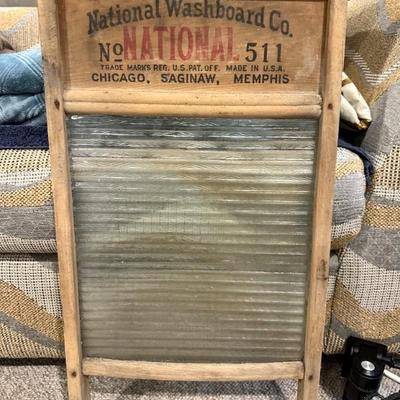 National Washboard Co.
No NATIONAL 511
TRADE MARKS REG. U.S. PAT. OFF. MADE IN U.S.A.
CHICAGO, SAGINAW, MEMPHIS